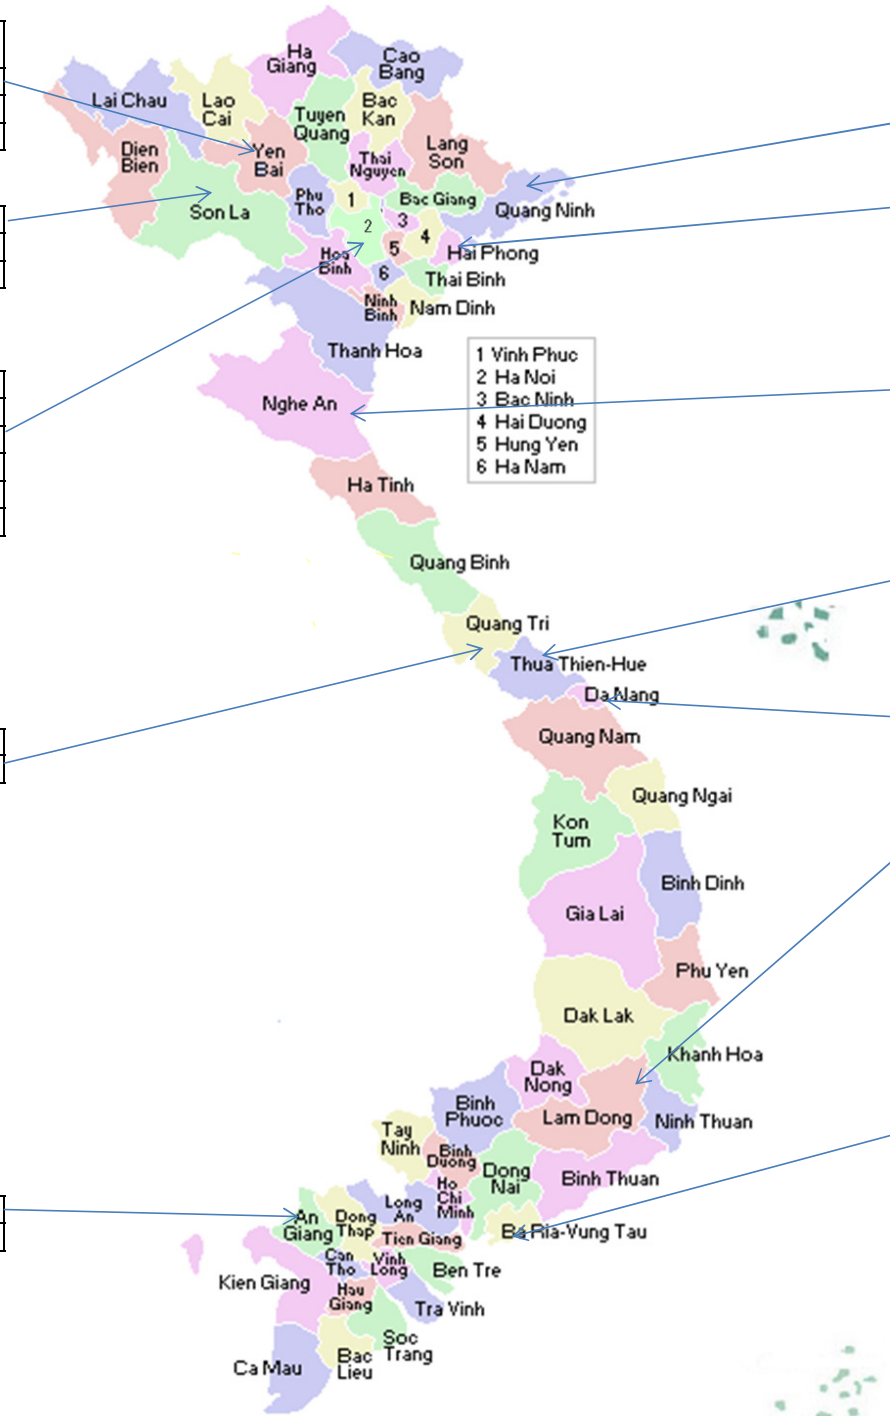 Ha
Giang
Cao
Bang
Lai Chau
Lao
Cai
Tuyen
Quang
Bac
Kan
Dien
Bien
Yen
Bai
Thai
Nguyen
Lang
Son
Son La
Phu
Tho
1
Bac Giang
Quang Ninh
2
3
4
5
Hai Phong
Hoa
Binh
6
Thai Binh
Ninh
Binh
Nam Dinh
Thanh Hoa
1 Vinh Phuc
2 Ha Noi
3 Bac Ninh
4 Hai Duong
5 Hung Yen
6 Ha Nam
Nghe An
Ha Tinh
Quang Binh
Quang Tri
Thua Thien-Hue
Da Nang
Quang Nam
Quang Ngai
Kon
Tum
Binh Dinh
Gia Lai
Phu Yen
Dak Lak
Khanh Hoa
Dak
Nong
Binh
Phuoc
Lam Dong
Ninh Thuan
Tay
Ninh
Binh
Duong
Dong
Nai
Binh Thuan
Ho
Chi
Minh
Long
An
An
Giang
Dong
Thap
Tien Giang
Ba Ria-Vung Tau
Can
Tho
Vinh
Long
Ben Tre
Kien Giang
Hau
Giang
Tra Vinh
Soc
Trang
Ca Mau
Bac
Lieu